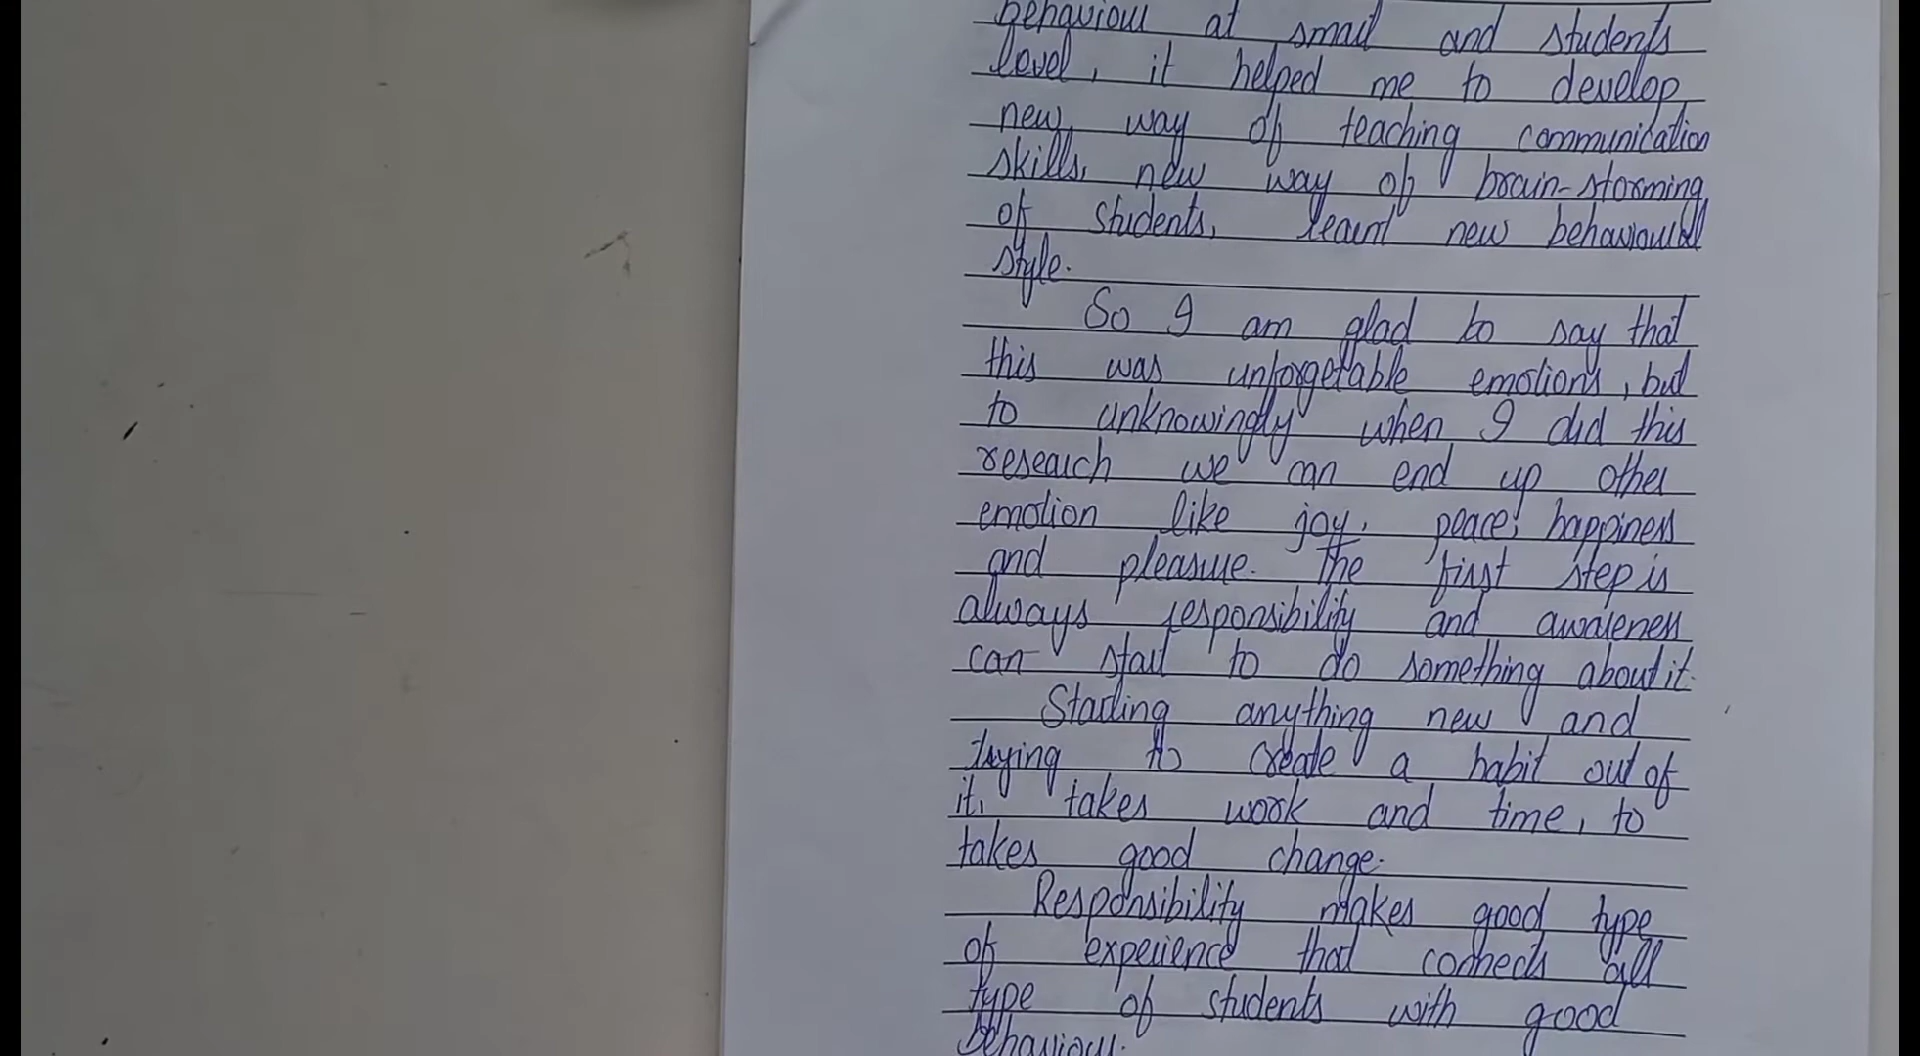 behaviour at small and students
level, it helped me to develop
new way of teaching communication
skills, new way of brain-storming
of students, learnt new behavioural
style.
So I am glad to say that
this was unforgetable emotions, but
to unknowingly when I did this
research we can end up other
emotion like joy, peace, happiness
and pleasure. The first step is
always responsibility and awareness
can start to do something about it.
Starting anything new and
trying to create a habit out of
it, takes work and time, to
takes good change.
Responsibility makes good type
of experience that connects all
type of students with good
behaviour.